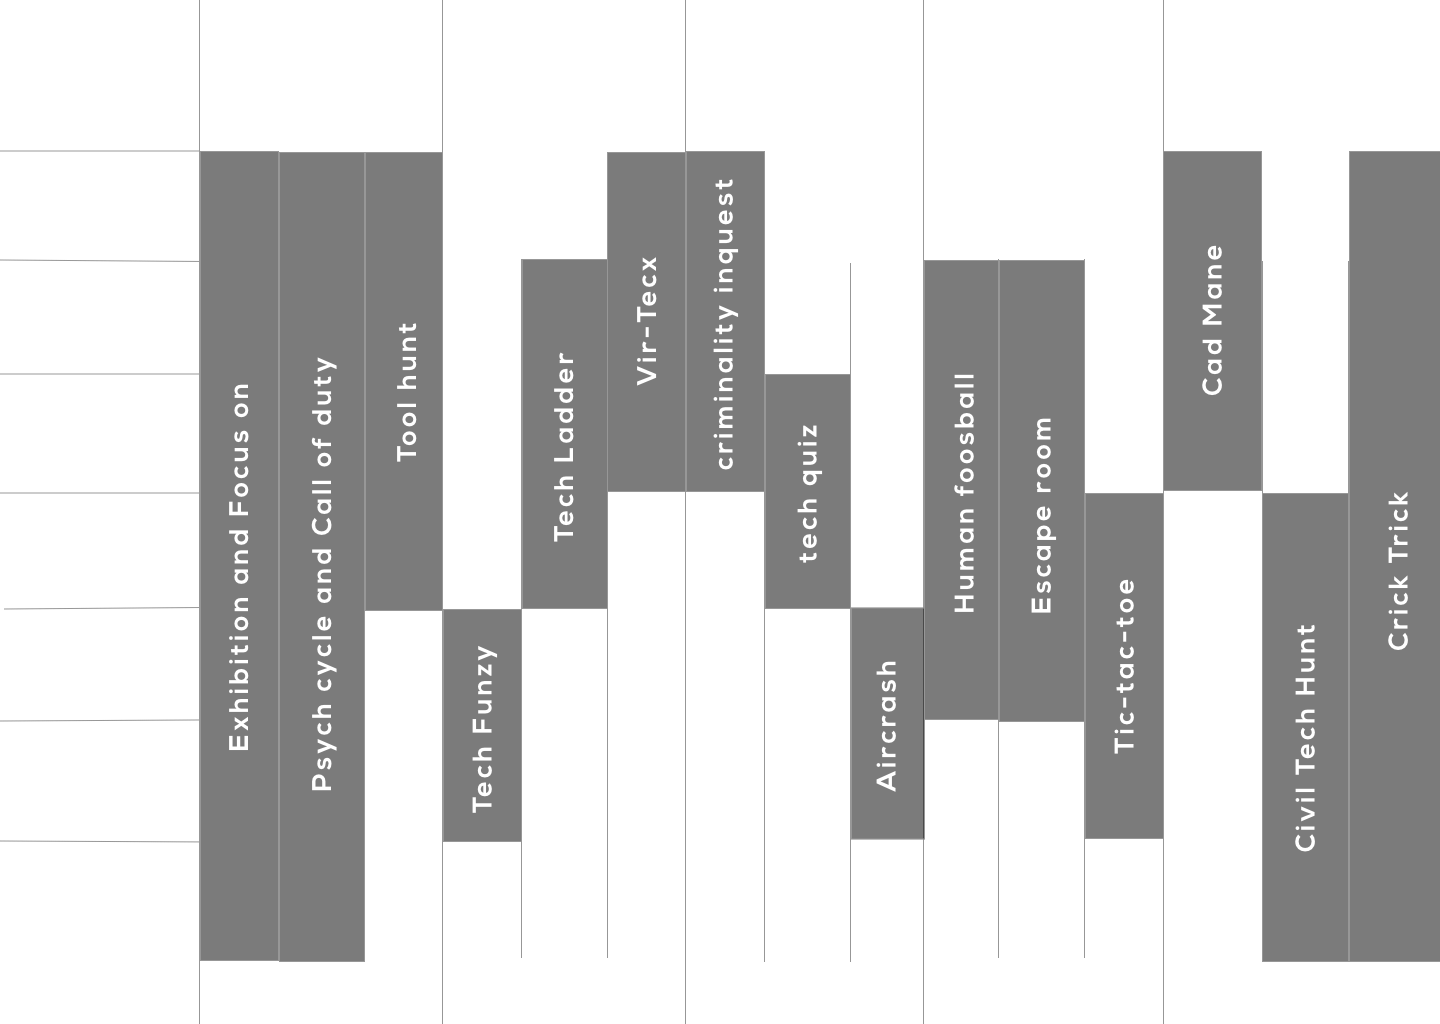 Exhibition and Focus on
Psych cycle and Call of duty
Tool hunt
Tech Funzy
Tech Ladder
Vir-Tecx
criminality inquest
tech quiz
Aircrash
Human foosball
Escape room
Tic-tac-toe
Cad Mane
Civil Tech Hunt
Crick Trick